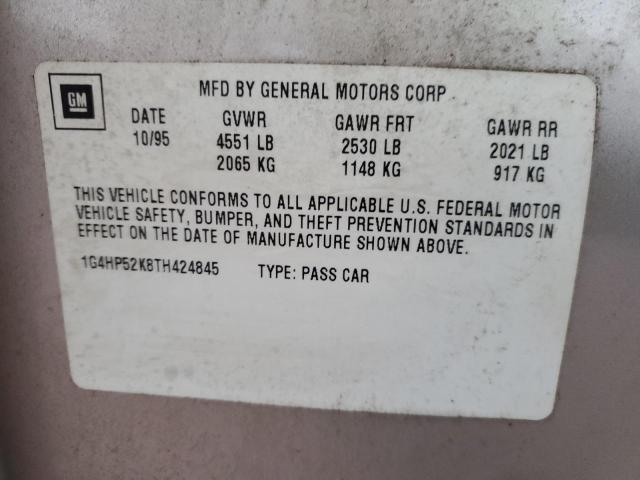 GM
MFD BY GENERAL MOTORS CORP
DATE GVWR GAWR FRT GAWR RR
10/95 4551 LB 2530 LB 2021 LB
2065 KG 1148 KG 917 KG
THIS VEHICLE CONFORMS TO ALL APPLICABLE U.S. FEDERAL MOTOR
VEHICLE SAFETY, BUMPER, AND THEFT PREVENTION STANDARDS IN
EFFECT ON THE DATE OF MANUFACTURE SHOWN ABOVE.
1G4HP52K8TH424845 TYPE: PASS CAR